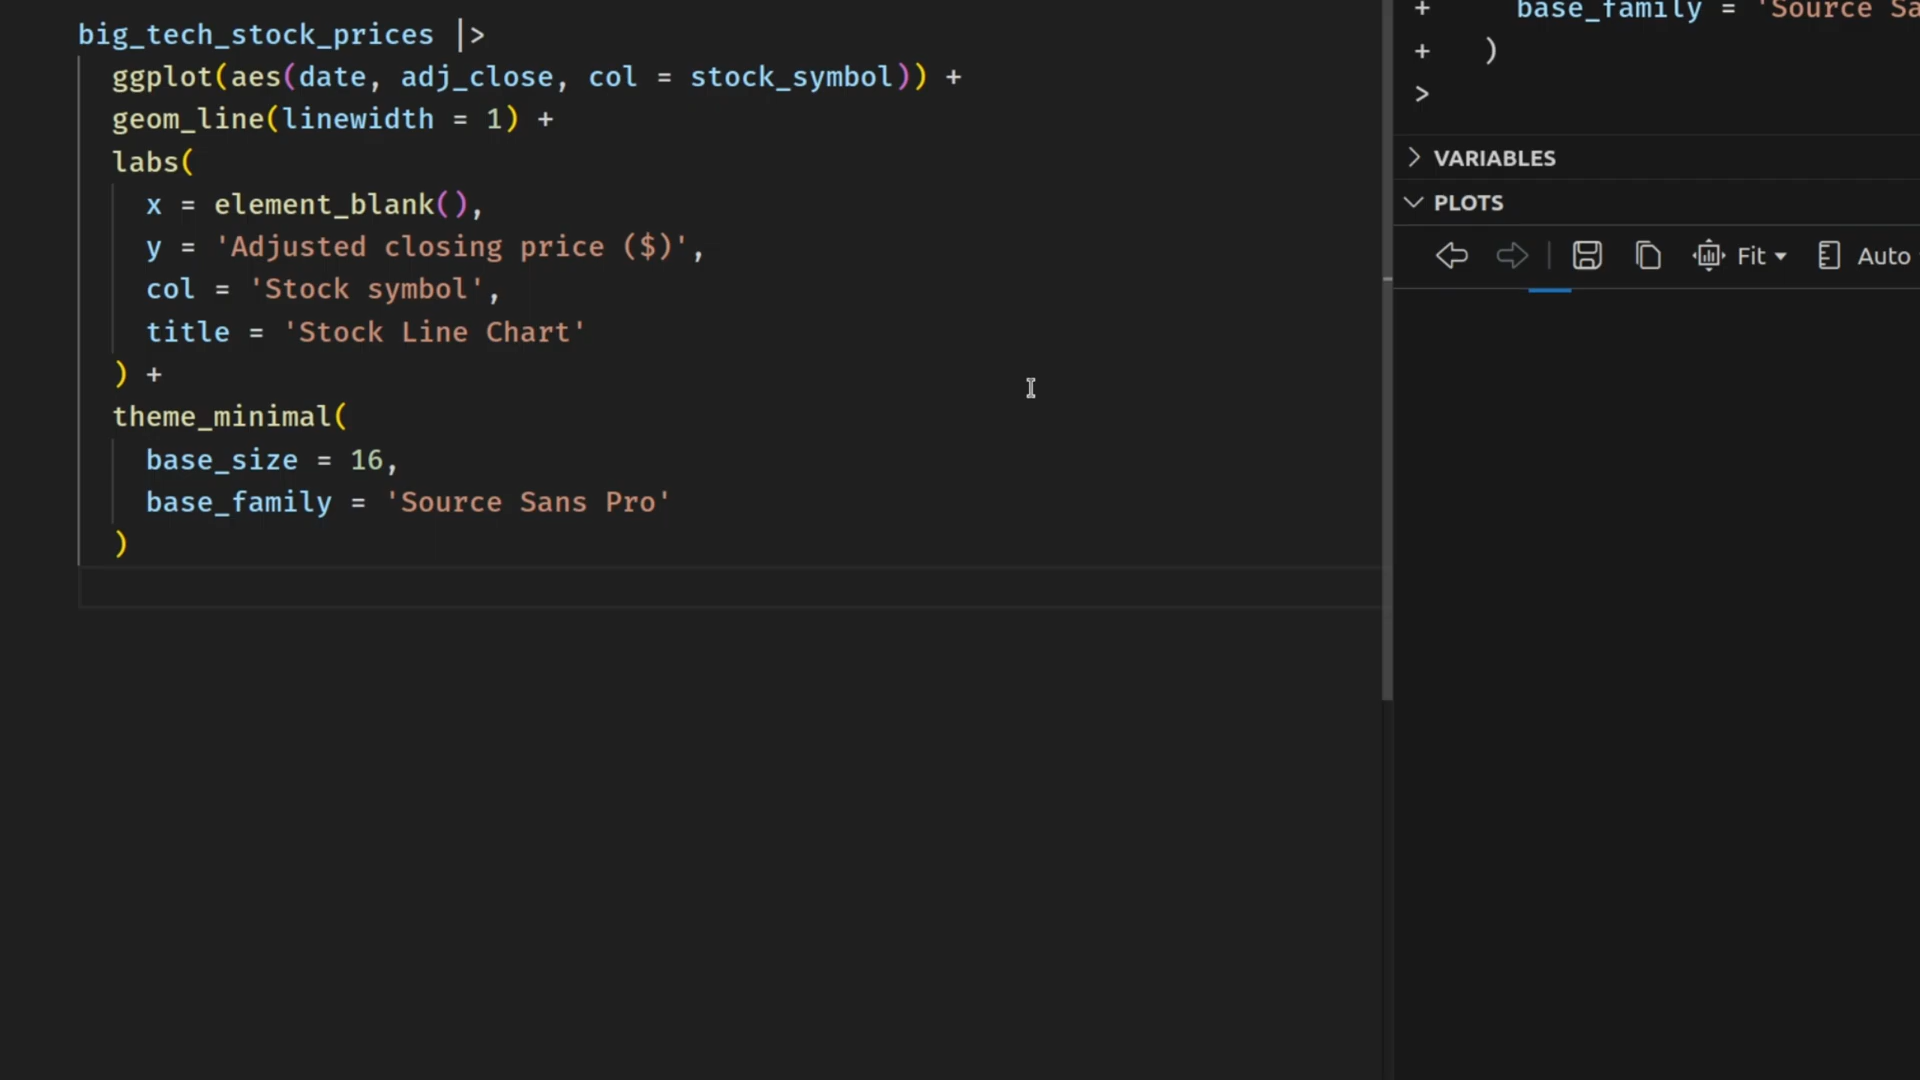 big_tech_stock_prices |>
  ggplot(aes(date, adj_close, col = stock_symbol)) +
  geom_line(linewidth = 1) +
  labs(
    x = element_blank(),
    y = 'Adjusted closing price ($)',
    col = 'Stock symbol',
    title = 'Stock Line Chart'
  ) +
  theme_minimal(
    base_size = 16,
    base_family = 'Source Sans Pro'
  )
+     base_family = 'Source Sa
+   )
>
VARIABLES
PLOTS
Fit Auto